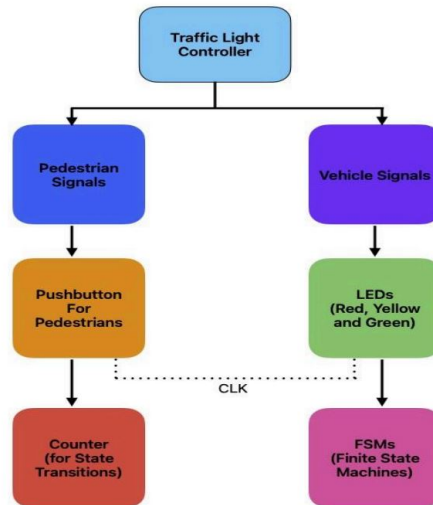 Traffic Light
Controller
Pedestrian
Signals
Vehicle Signals
Pushbutton
For
Pedestrians
LEDs
(Red, Yellow
and Green)
CLK
Counter
(for State
Transitions)
FSMs
(Finite State
Machines)